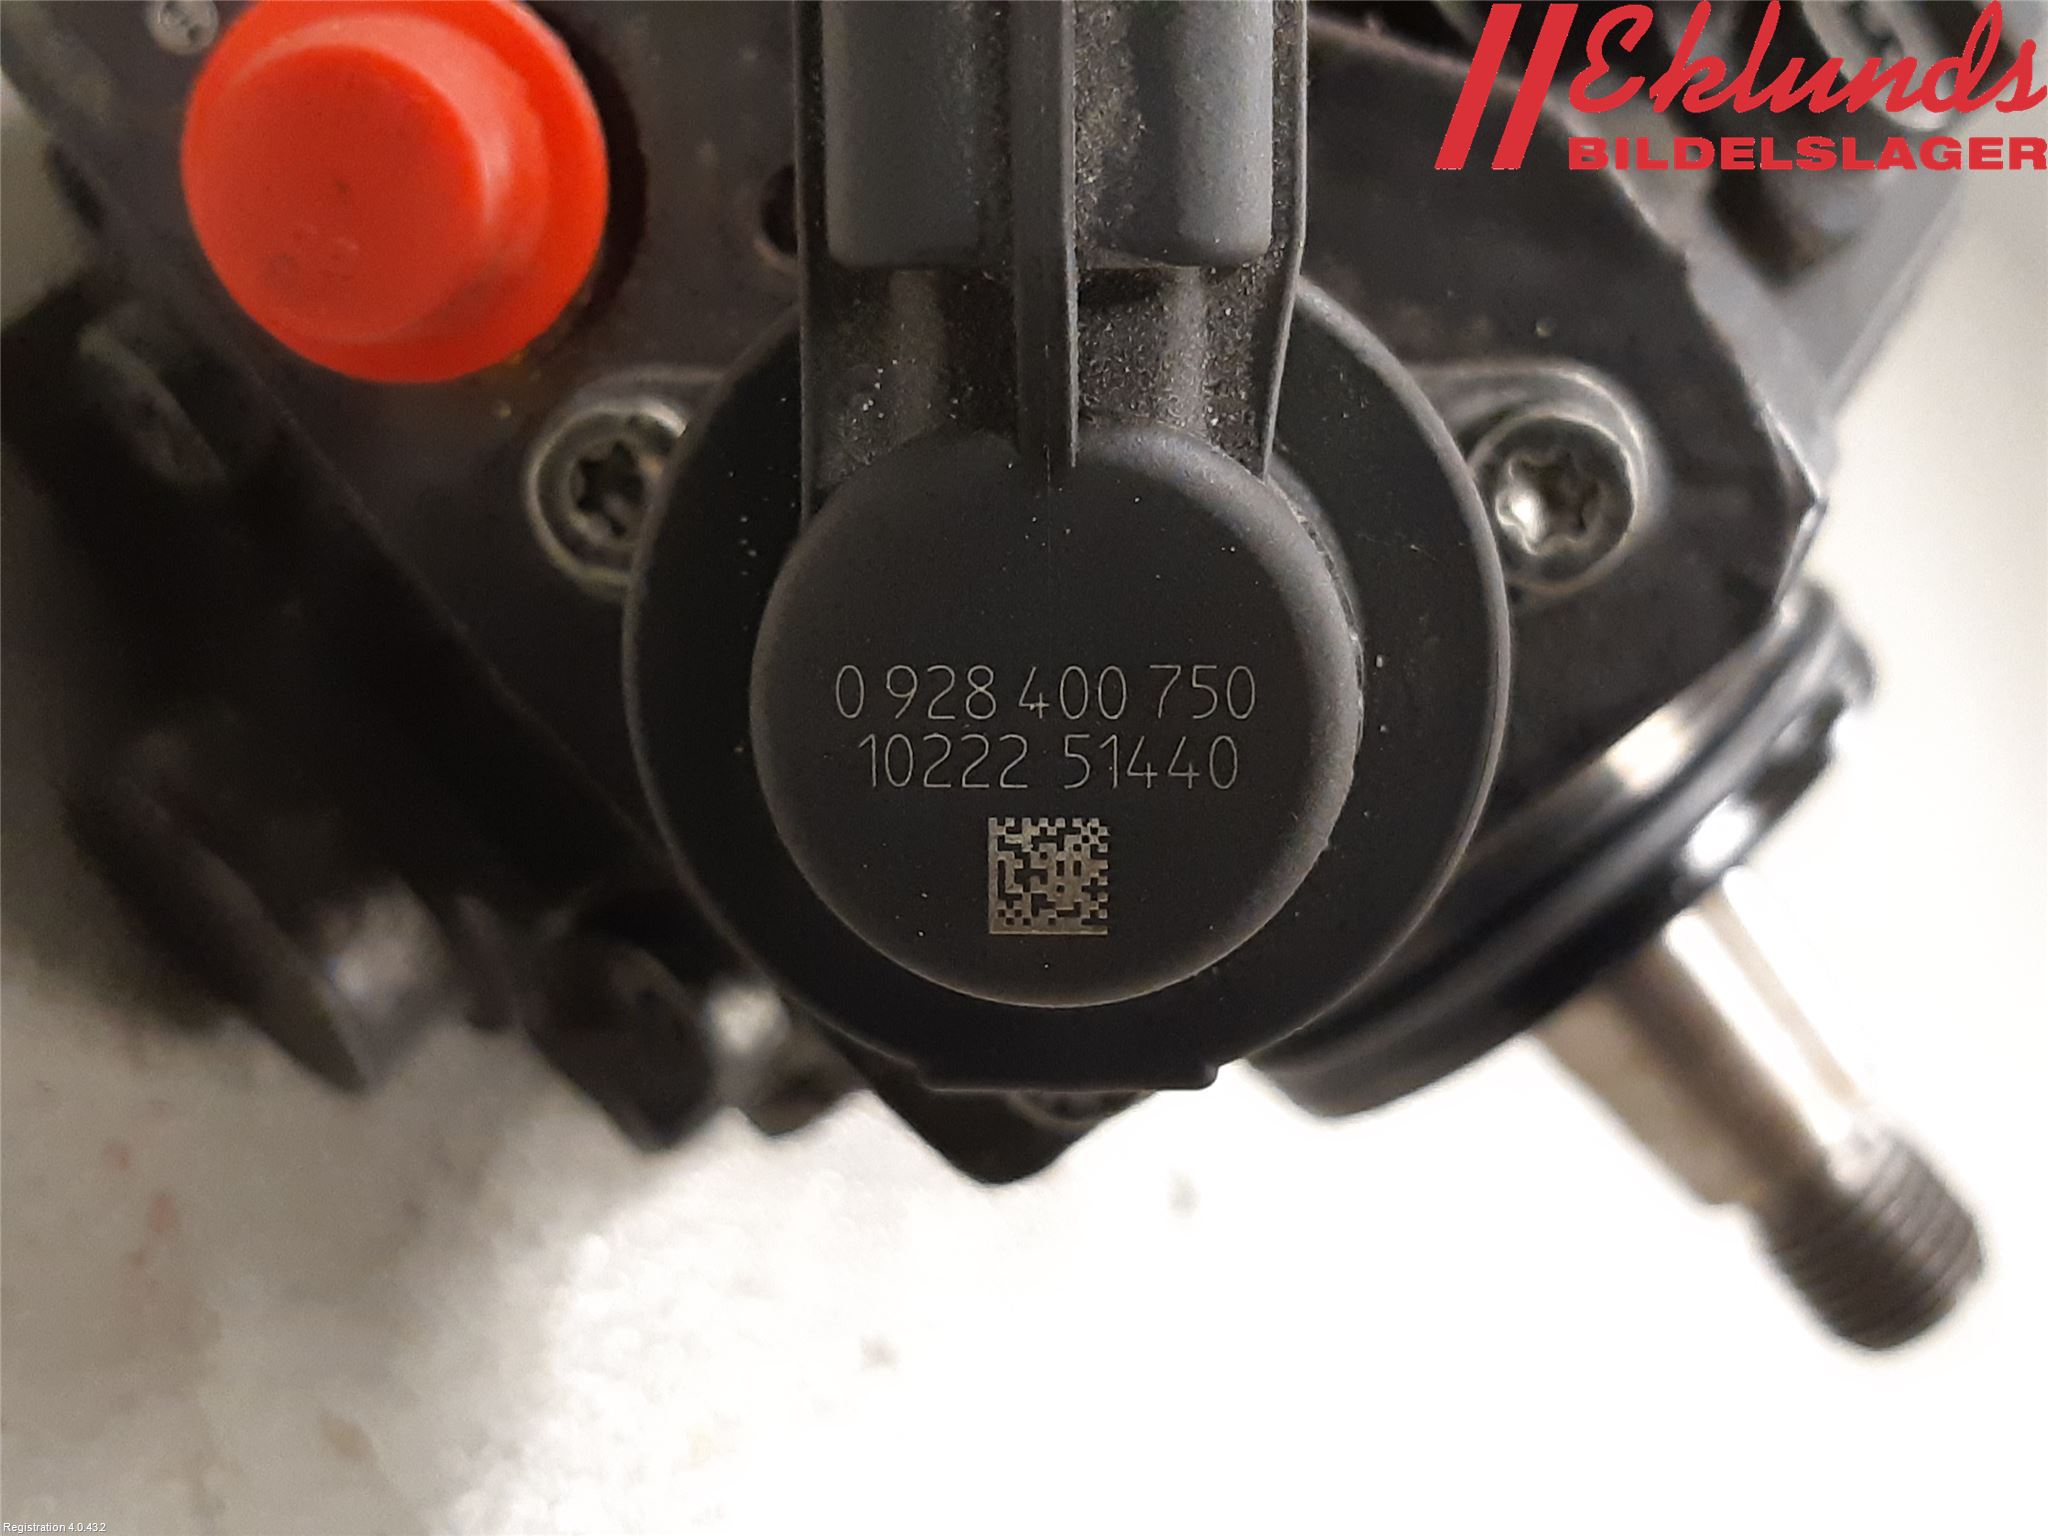 Eklunds
BILDELSLAGER
0 928 400 750
10222 51440
Registration 4.0.432